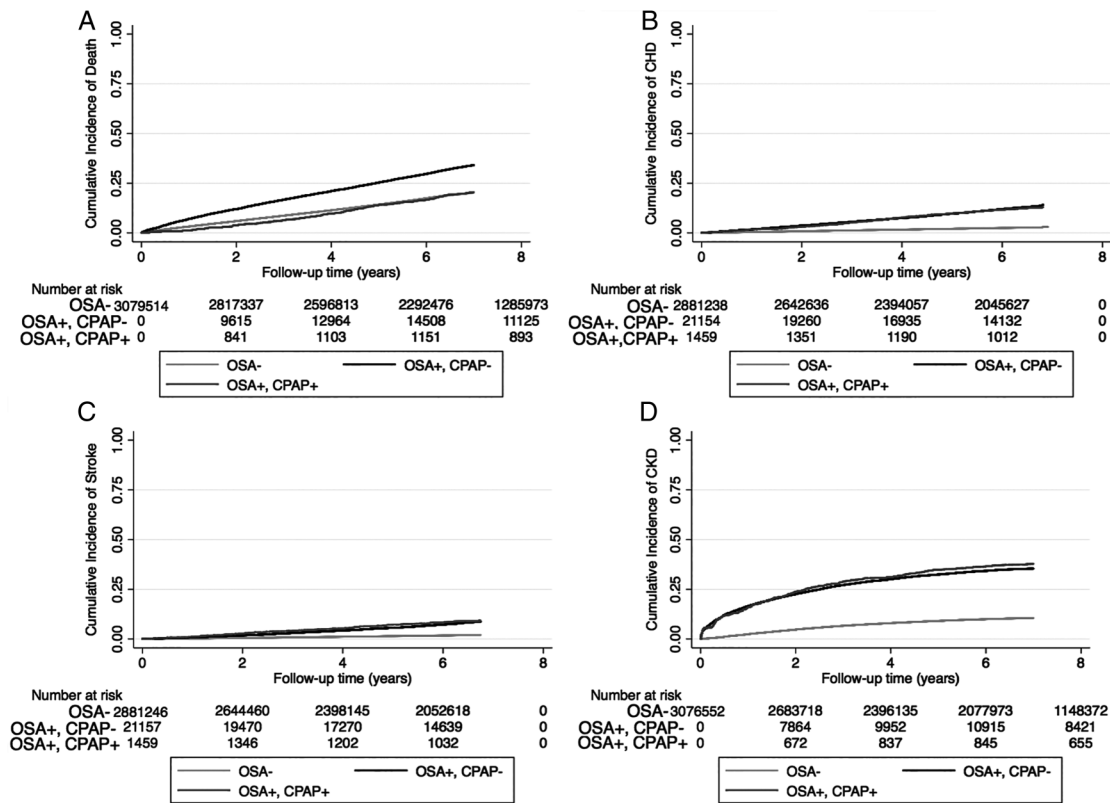 A
Cumulative Incidence of Death
1.00
0.75
0.50
0.25
0.00
0 2 4 6 8
Follow-up time (years)
Number at risk
OSA- 3079514 2817337 2596813 2292476 1285973
OSA+, CPAP- 0 9615 12964 14508 11125
OSA+, CPAP+ 0 841 1103 1151 893
OSA- OSA+, CPAP-
OSA+, CPAP+
B
Cumulative Incidence of CHD
1.00
0.75
0.50
0.25
0.00
0 2 4 6 8
Follow-up time (years)
Number at risk
OSA- 2881238 2642636 2394057 2045627 0
OSA+, CPAP- 21154 19260 16935 14132 0
OSA+,CPAP+ 1459 1351 1190 1012 0
OSA- OSA+, CPAP-
OSA+, CPAP+
C
Cumulative Incidence of Stroke
1.00
0.75
0.50
0.25
0.00
0 2 4 6 8
Follow-up time (years)
Number at risk
OSA- 2881246 2644460 2398145 2052618 0
OSA+, CPAP- 21157 19470 17270 14639 0
OSA+, CPAP+ 1459 1346 1202 1032 0
OSA- OSA+, CPAP-
OSA+, CPAP+
D
Cumulative Incidence of CKD
1.00
0.75
0.50
0.25
0.00
0 2 4 6 8
Follow-up time (years)
Number at risk
OSA- 3076552 2683718 2396135 2077973 1148372
OSA+, CPAP- 0 7864 9952 10915 8421
OSA+, CPAP+ 0 672 837 845 655
OSA- OSA+, CPAP-
OSA+, CPAP+